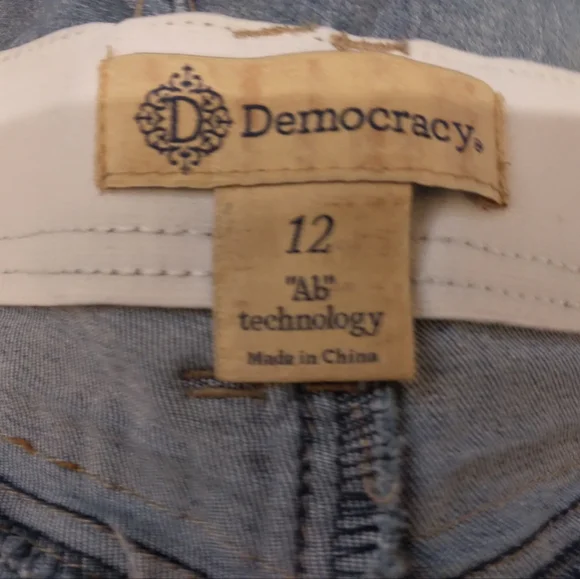 D Democracy®
12
"Ab"
technology
Made in China